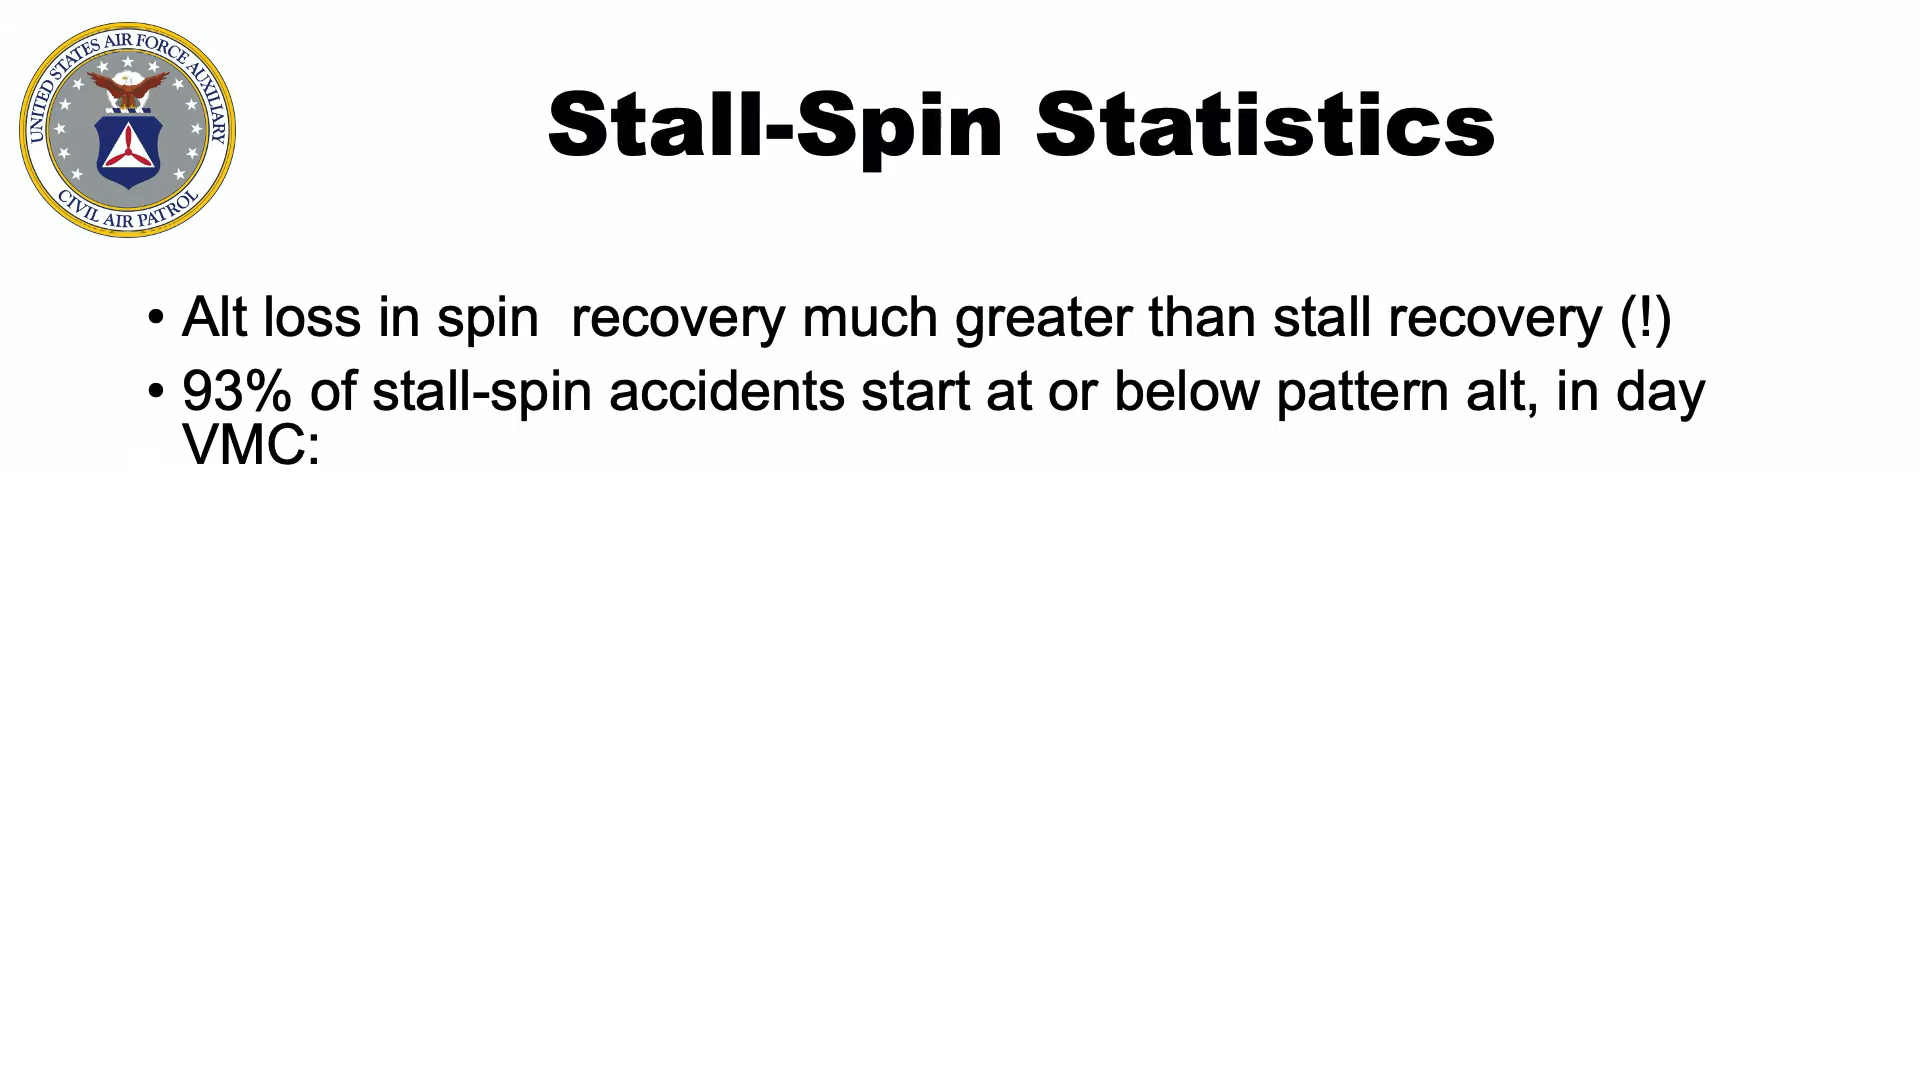 UNITED STATES AIR FORCE AUXILIARY
CIVIL AIR PATROL
Stall-Spin Statistics
• Alt loss in spin  recovery much greater than stall recovery (!)
• 93% of stall-spin accidents start at or below pattern alt, in day
VMC: